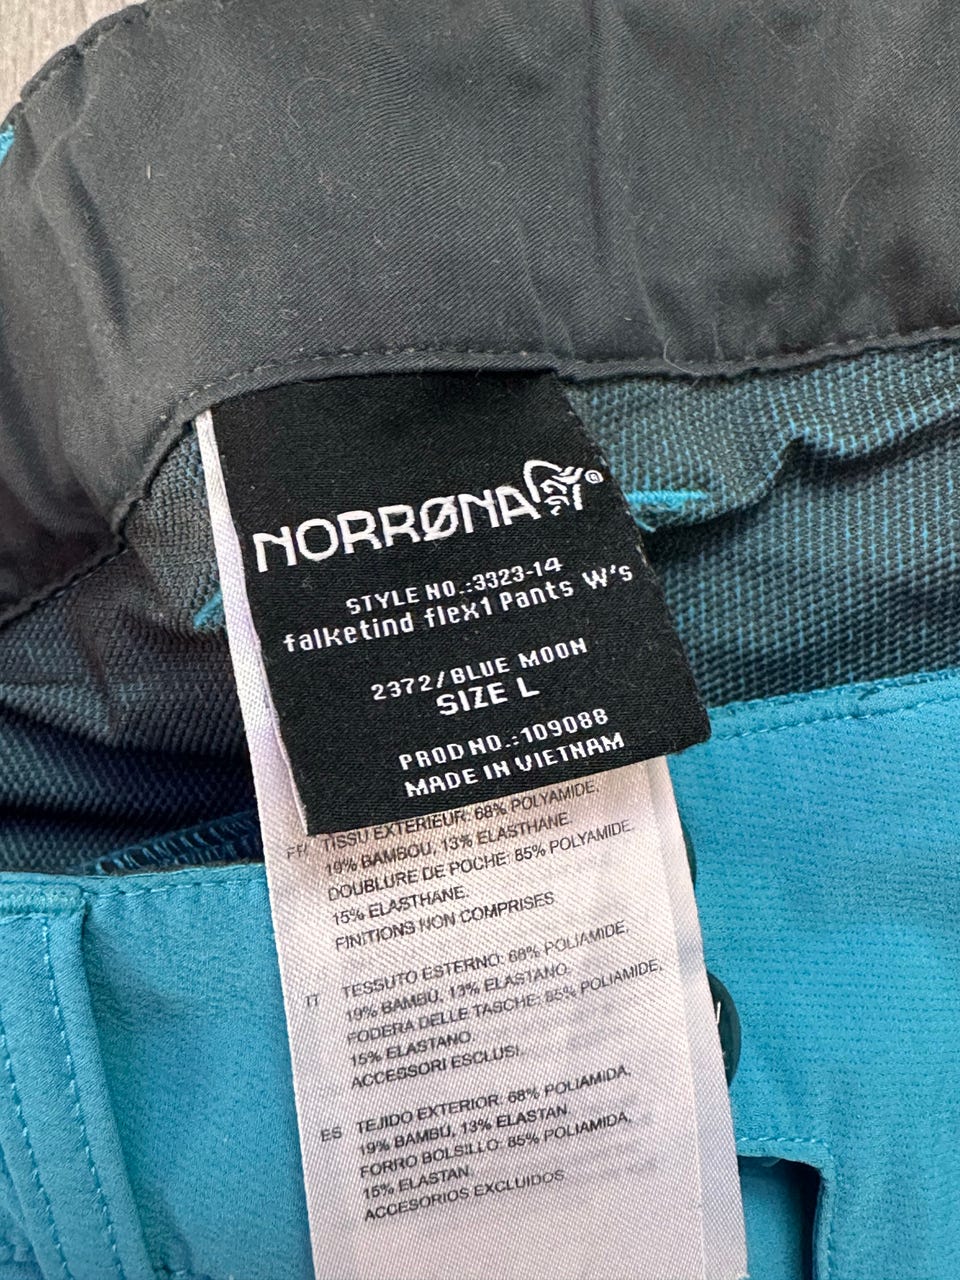 NORRØNA®
STYLE NO.:3323-14
falketind flex1 Pants W's
2372/BLUE MOON
SIZE L
PROD NO.:109088
MADE IN VIETNAM
FR TISSU EXTERIEUR: 68% POLYAMIDE,
19% BAMBOU, 13% ELASTHANE.
DOUBLURE DE POCHE: 85% POLYAMIDE,
15% ELASTHANE.
FINITIONS NON COMPRISES
IT TESSUTO ESTERNO: 68% POLIAMIDE,
19% BAMBU, 13% ELASTANO.
FODERA DELLE TASCHE: 85% POLIAMIDE,
15% ELASTANO.
ACCESSORI ESCLUSI.
ES TEJIDO EXTERIOR: 68% POLIAMIDA,
19% BAMBU, 13% ELASTAN.
FORRO BOLSILLO: 85% POLIAMIDA,
15% ELASTAN.
ACCESORIOS EXCLUIDOS